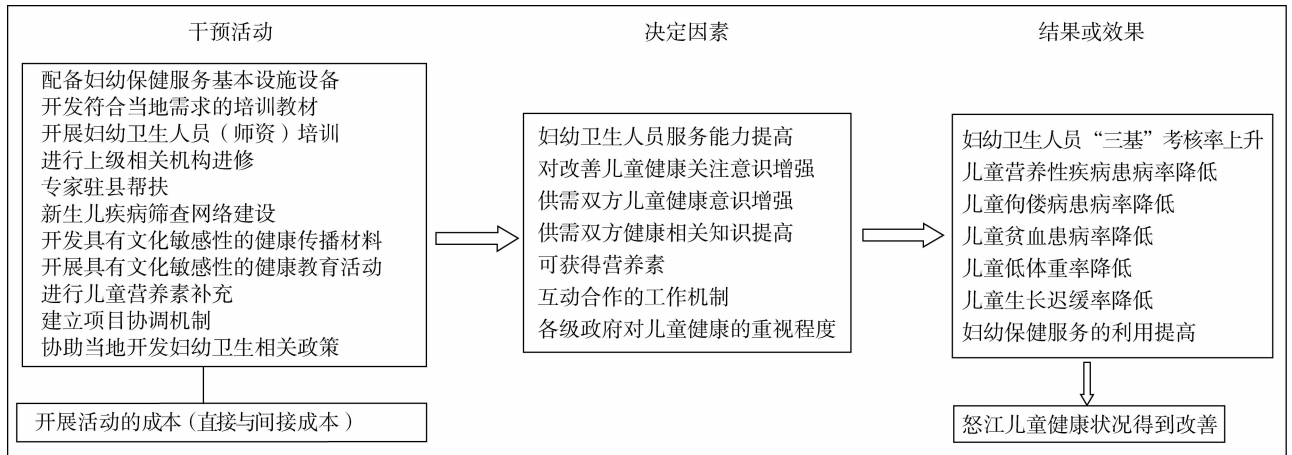 干预活动
配备妇幼保健服务基本设施设备
开发符合当地需求的培训教材
开展妇幼卫生人员(师资)培训
进行上级相关机构进修
专家驻县帮扶
新生儿疾病筛查网络建设
开发具有文化敏感性的健康传播材料
开展具有文化敏感性的健康教育活动
进行儿童营养素补充
建立项目协调机制
协助当地开发妇幼卫生相关政策
开展活动的成本(直接与间接成本)
决定因素
妇幼卫生人员服务能力提高
对改善儿童健康关注意识增强
供需双方儿童健康意识增强
供需双方健康相关知识提高
可获得营养素
互动合作的工作机制
各级政府对儿童健康的重视程度
结果或效果
妇幼卫生人员“三基”考核率上升
儿童营养性疾病患病率降低
儿童佝偻病患病率降低
儿童贫血患病率降低
儿童低体重率降低
儿童生长迟缓率降低
妇幼保健服务的利用提高
怒江儿童健康状况得到改善